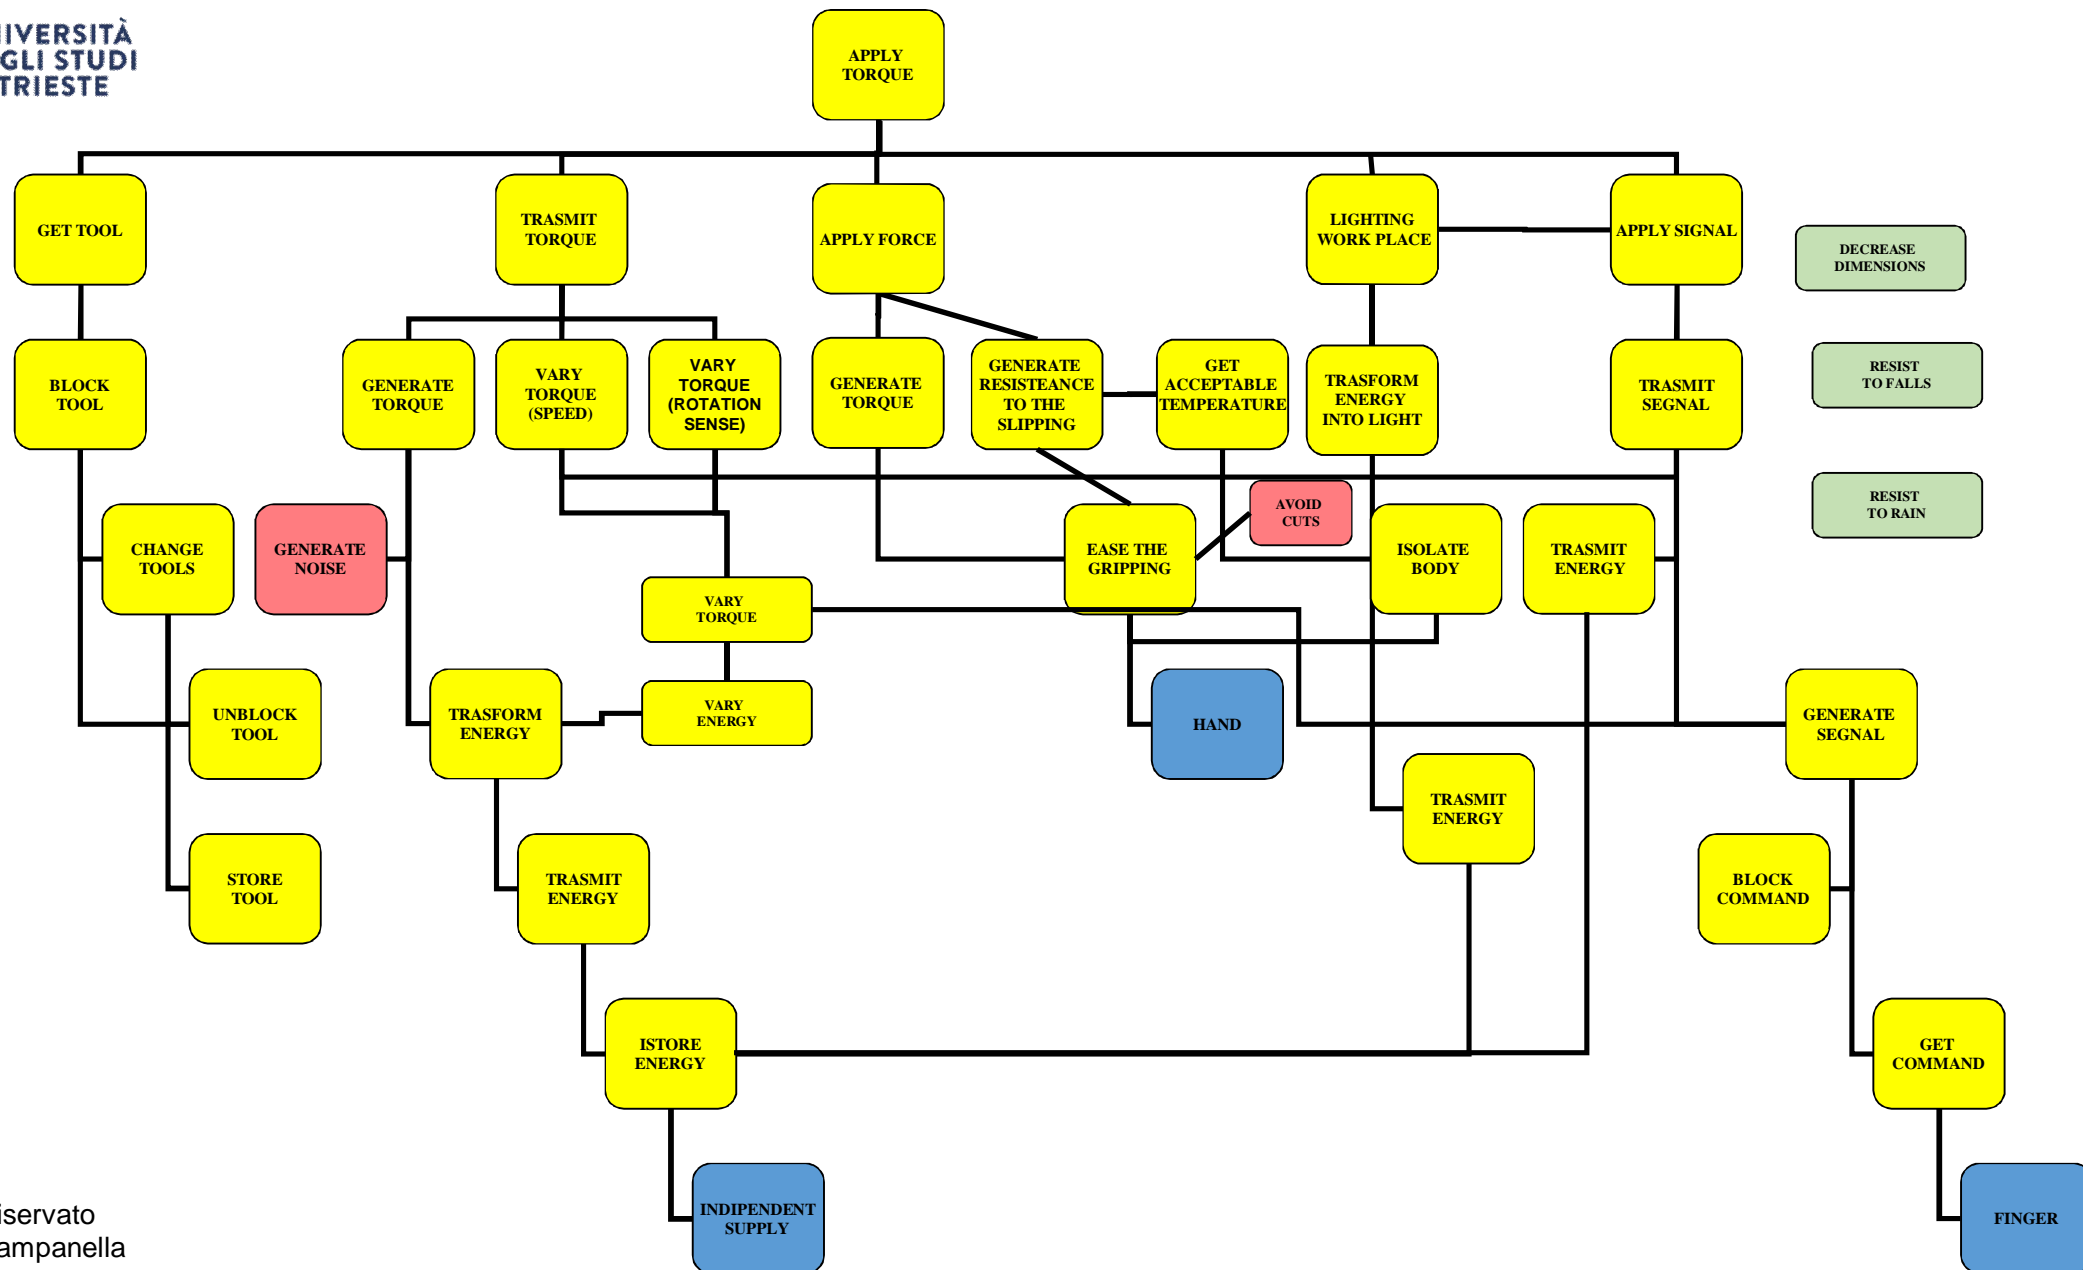 NIVERSITÀ
GLI STUDI
TRIESTE
APPLY
TORQUE
GET TOOL
TRASMIT
TORQUE
APPLY FORCE
LIGHTING
WORK PLACE
APPLY SIGNAL
DECREASE
DIMENSIONS
BLOCK
TOOL
GENERATE
TORQUE
VARY
TORQUE
(SPEED)
VARY
TORQUE
(ROTATION
SENSE)
GENERATE
TORQUE
GENERATE
RESISTEANCE
TO THE
SLIPPING
GET
ACCEPTABLE
TEMPERATURE
TRASFORM
ENERGY
INTO LIGHT
TRASMIT
SEGNAL
RESIST
TO FALLS
CHANGE
TOOLS
GENERATE
NOISE
EASE THE
GRIPPING
AVOID
CUTS
ISOLATE
BODY
TRASMIT
ENERGY
RESIST
TO RAIN
VARY
TORQUE
UNBLOCK
TOOL
TRASFORM
ENERGY
VARY
ENERGY
HAND
GENERATE
SEGNAL
TRASMIT
ENERGY
STORE
TOOL
TRASMIT
ENERGY
BLOCK
COMMAND
ISTORE
ENERGY
GET
COMMAND
INDIPENDENT
SUPPLY
FINGER
iservato
ampanella